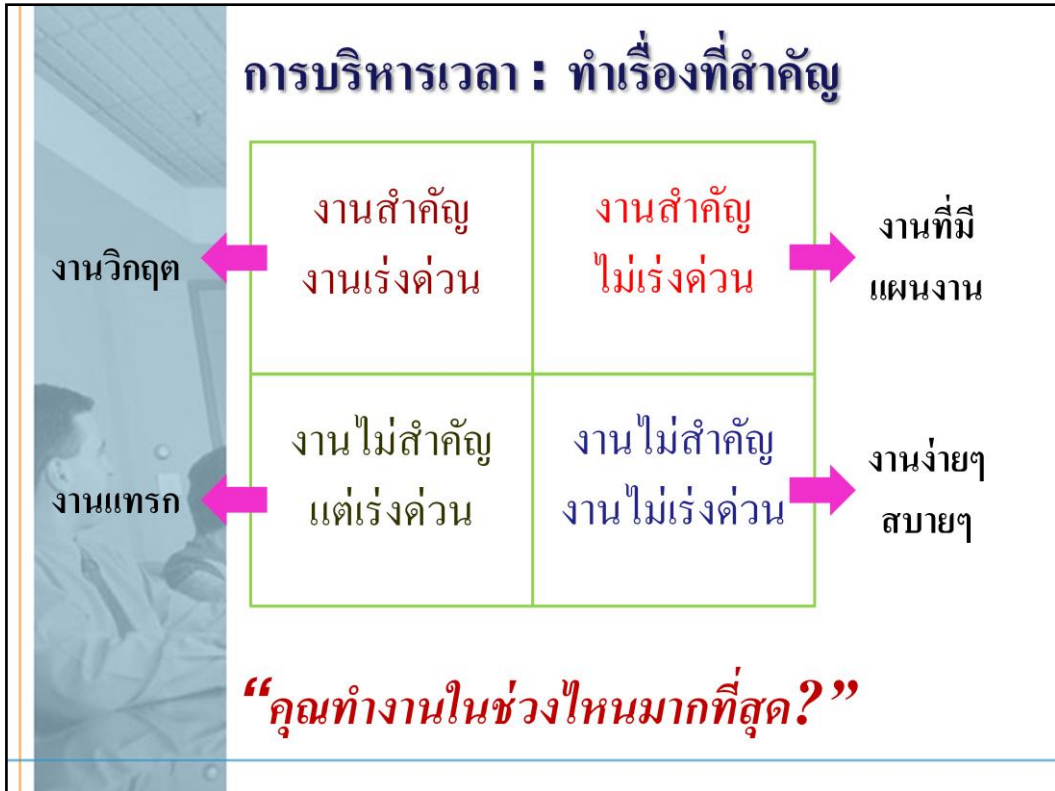 การบริหารเวลา : ทำเรื่องที่สำคัญ
งานสำคัญ
งานเร่งด่วน
งานสำคัญ
ไม่เร่งด่วน
งานวิกฤต
งานที่มี
แผนงาน
งานไม่สำคัญ
แต่เร่งด่วน
งานไม่สำคัญ
งานไม่เร่งด่วน
งานแทรก
งานง่ายๆ
สบายๆ
“คุณทำงานในช่วงไหนมากที่สุด?”